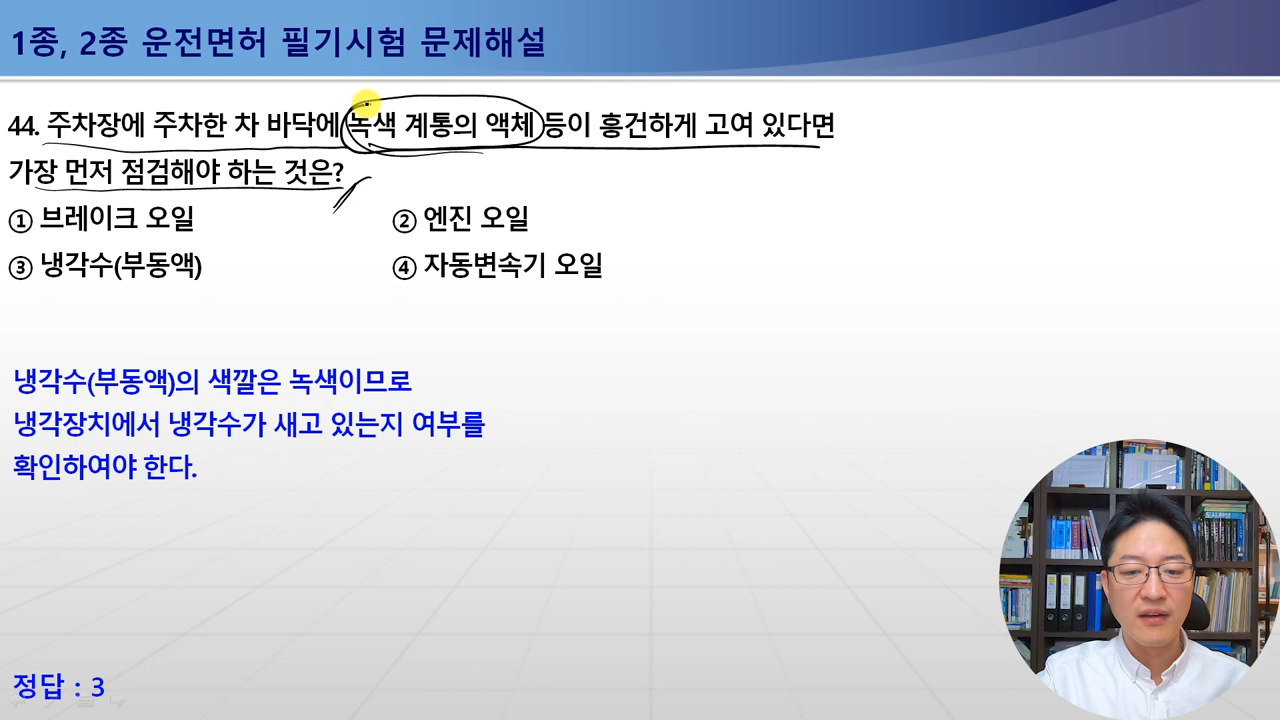 1종, 2종 운전면허 필기시험 문제해설
44. 주차장에 주차한 차 바닥에 녹색 계통의 액체 등이 흥건하게 고여 있다면
가장 먼저 점검해야 하는 것은?
① 브레이크 오일 ② 엔진 오일
③ 냉각수(부동액) ④ 자동변속기 오일
냉각수(부동액)의 색깔은 녹색이므로
냉각장치에서 냉각수가 새고 있는지 여부를
확인하여야 한다.
정답 : 3